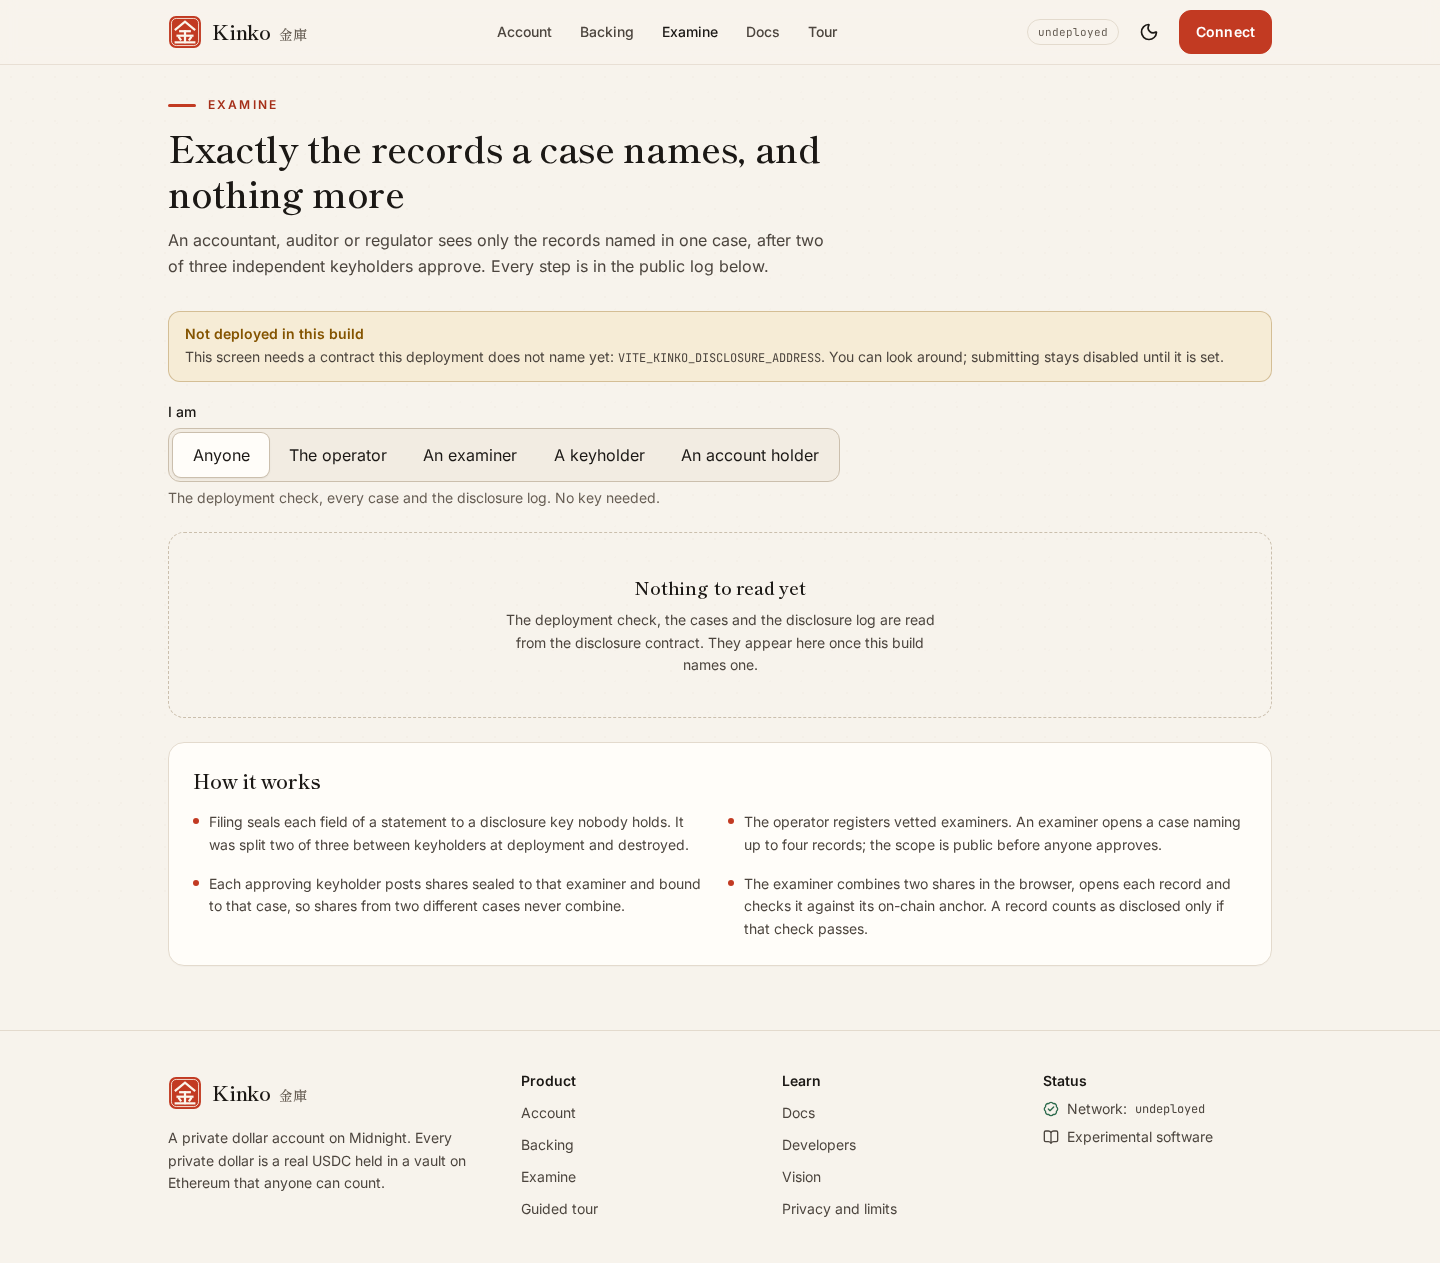 金 Kinko 金庫
Account Backing Examine Docs Tour
undeployed
Connect
EXAMINE
Exactly the records a case names, and
nothing more
An accountant, auditor or regulator sees only the records named in one case, after two
of three independent keyholders approve. Every step is in the public log below.
Not deployed in this build
This screen needs a contract this deployment does not name yet: VITE_KINKO_DISCLOSURE_ADDRESS. You can look around; submitting stays disabled until it is set.
I am
Anyone The operator An examiner A keyholder An account holder
The deployment check, every case and the disclosure log. No key needed.
Nothing to read yet
The deployment check, the cases and the disclosure log are read
from the disclosure contract. They appear here once this build
names one.
How it works
Filing seals each field of a statement to a disclosure key nobody holds. It
was split two of three between keyholders at deployment and destroyed.
The operator registers vetted examiners. An examiner opens a case naming
up to four records; the scope is public before anyone approves.
Each approving keyholder posts shares sealed to that examiner and bound
to that case, so shares from two different cases never combine.
The examiner combines two shares in the browser, opens each record and
checks it against its on-chain anchor. A record counts as disclosed only if
that check passes.
金 Kinko 金庫
A private dollar account on Midnight. Every
private dollar is a real USDC held in a vault on
Ethereum that anyone can count.
Product
Account
Backing
Examine
Guided tour
Learn
Docs
Developers
Vision
Privacy and limits
Status
Network: undeployed
Experimental software